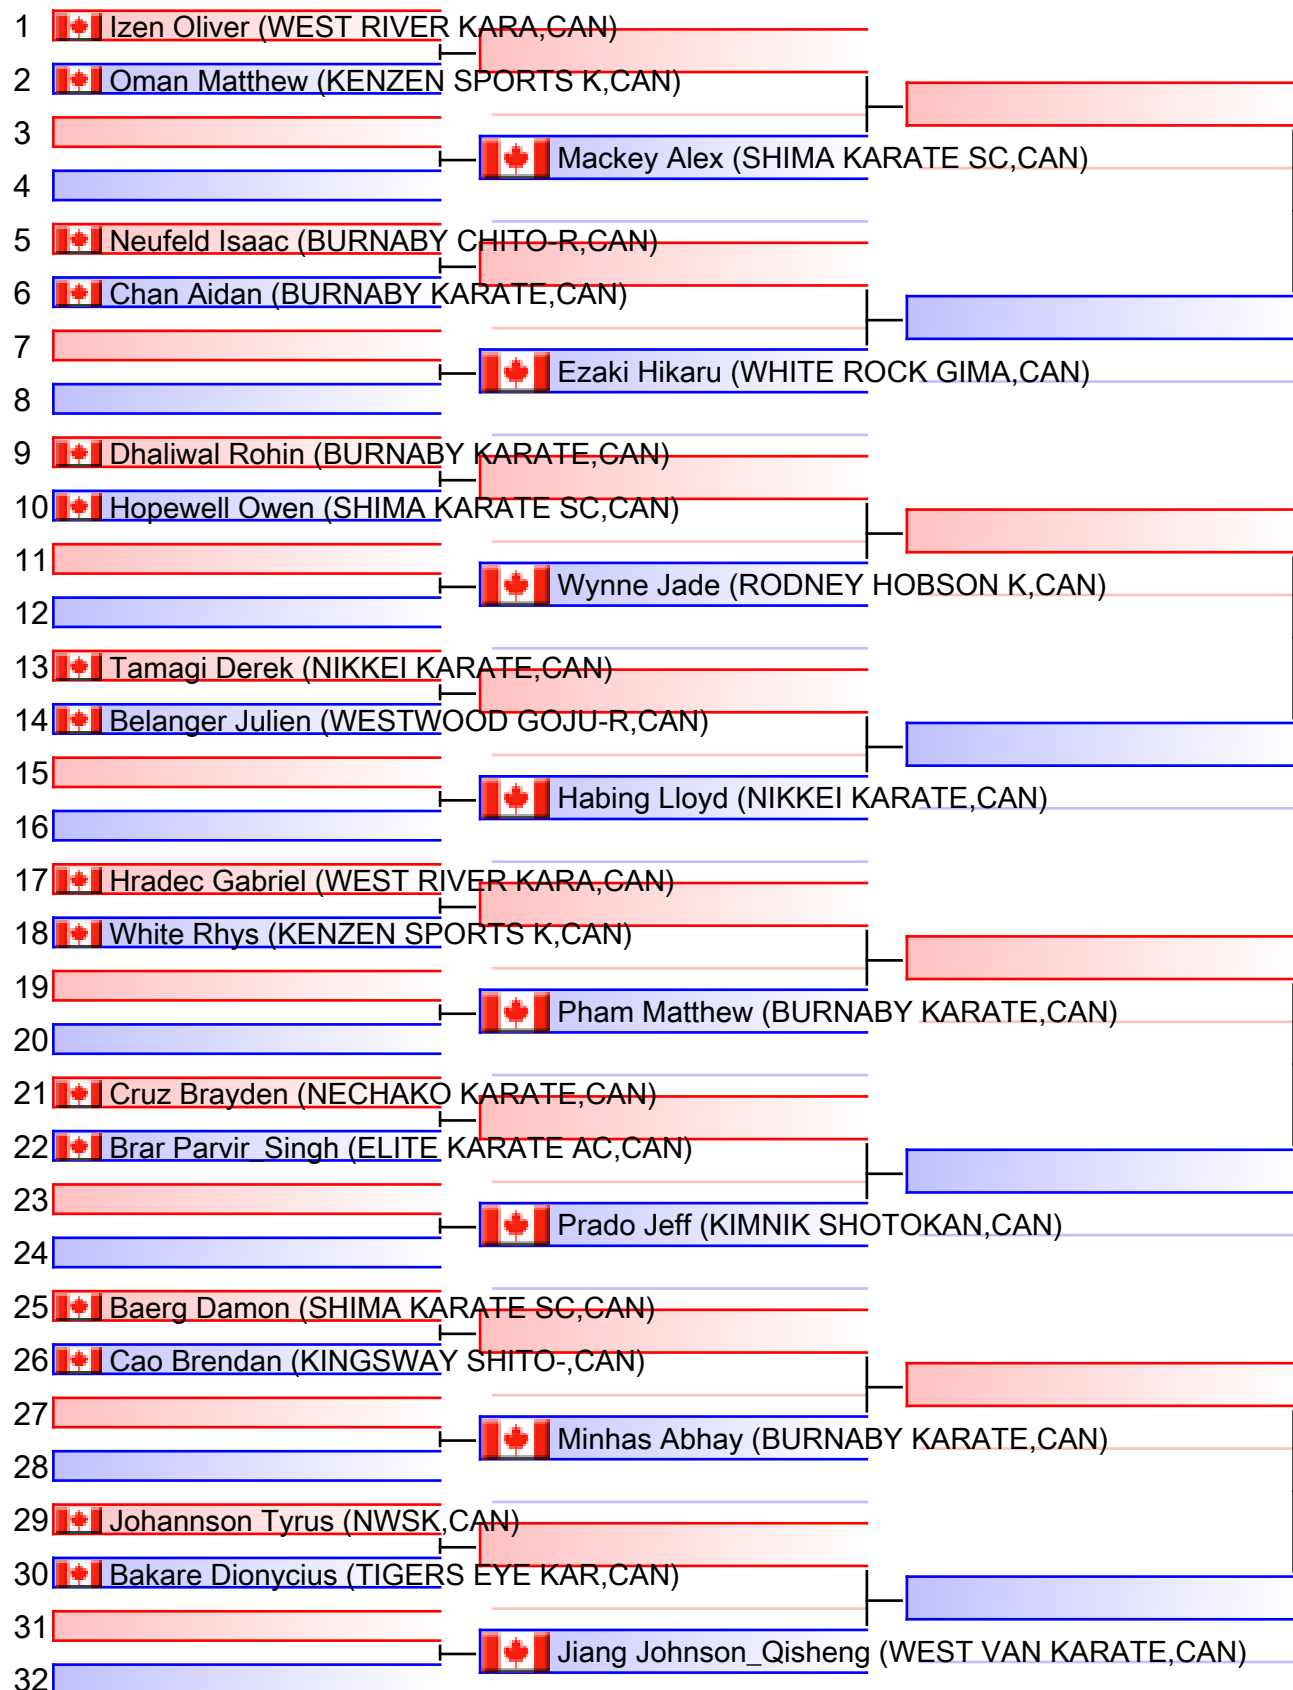 1 Izen Oliver (WEST RIVER KARA,CAN)
2 Oman Matthew (KENZEN SPORTS K,CAN)
3
Mackey Alex (SHIMA KARATE SC,CAN)
4
5 Neufeld Isaac (BURNABY CHITO-R,CAN)
6 Chan Aidan (BURNABY KARATE,CAN)
7
Ezaki Hikaru (WHITE ROCK GIMA,CAN)
8
9 Dhaliwal Rohin (BURNABY KARATE,CAN)
10 Hopewell Owen (SHIMA KARATE SC,CAN)
11
Wynne Jade (RODNEY HOBSON K,CAN)
12
13 Tamagi Derek (NIKKEI KARATE,CAN)
14 Belanger Julien (WESTWOOD GOJU-R,CAN)
15
Habing Lloyd (NIKKEI KARATE,CAN)
16
17 Hradec Gabriel (WEST RIVER KARA,CAN)
18 White Rhys (KENZEN SPORTS K,CAN)
19
Pham Matthew (BURNABY KARATE,CAN)
20
21 Cruz Brayden (NECHAKO KARATE,CAN)
22 Brar Parvir_Singh (ELITE KARATE AC,CAN)
23
Prado Jeff (KIMNIK SHOTOKAN,CAN)
24
25 Baerg Damon (SHIMA KARATE SC,CAN)
26 Cao Brendan (KINGSWAY SHITO-,CAN)
27
Minhas Abhay (BURNABY KARATE,CAN)
28
29 Johannson Tyrus (NWSK,CAN)
30 Bakare Dionycius (TIGERS EYE KAR,CAN)
31
Jiang Johnson_Qisheng (WEST VAN KARATE,CAN)
32